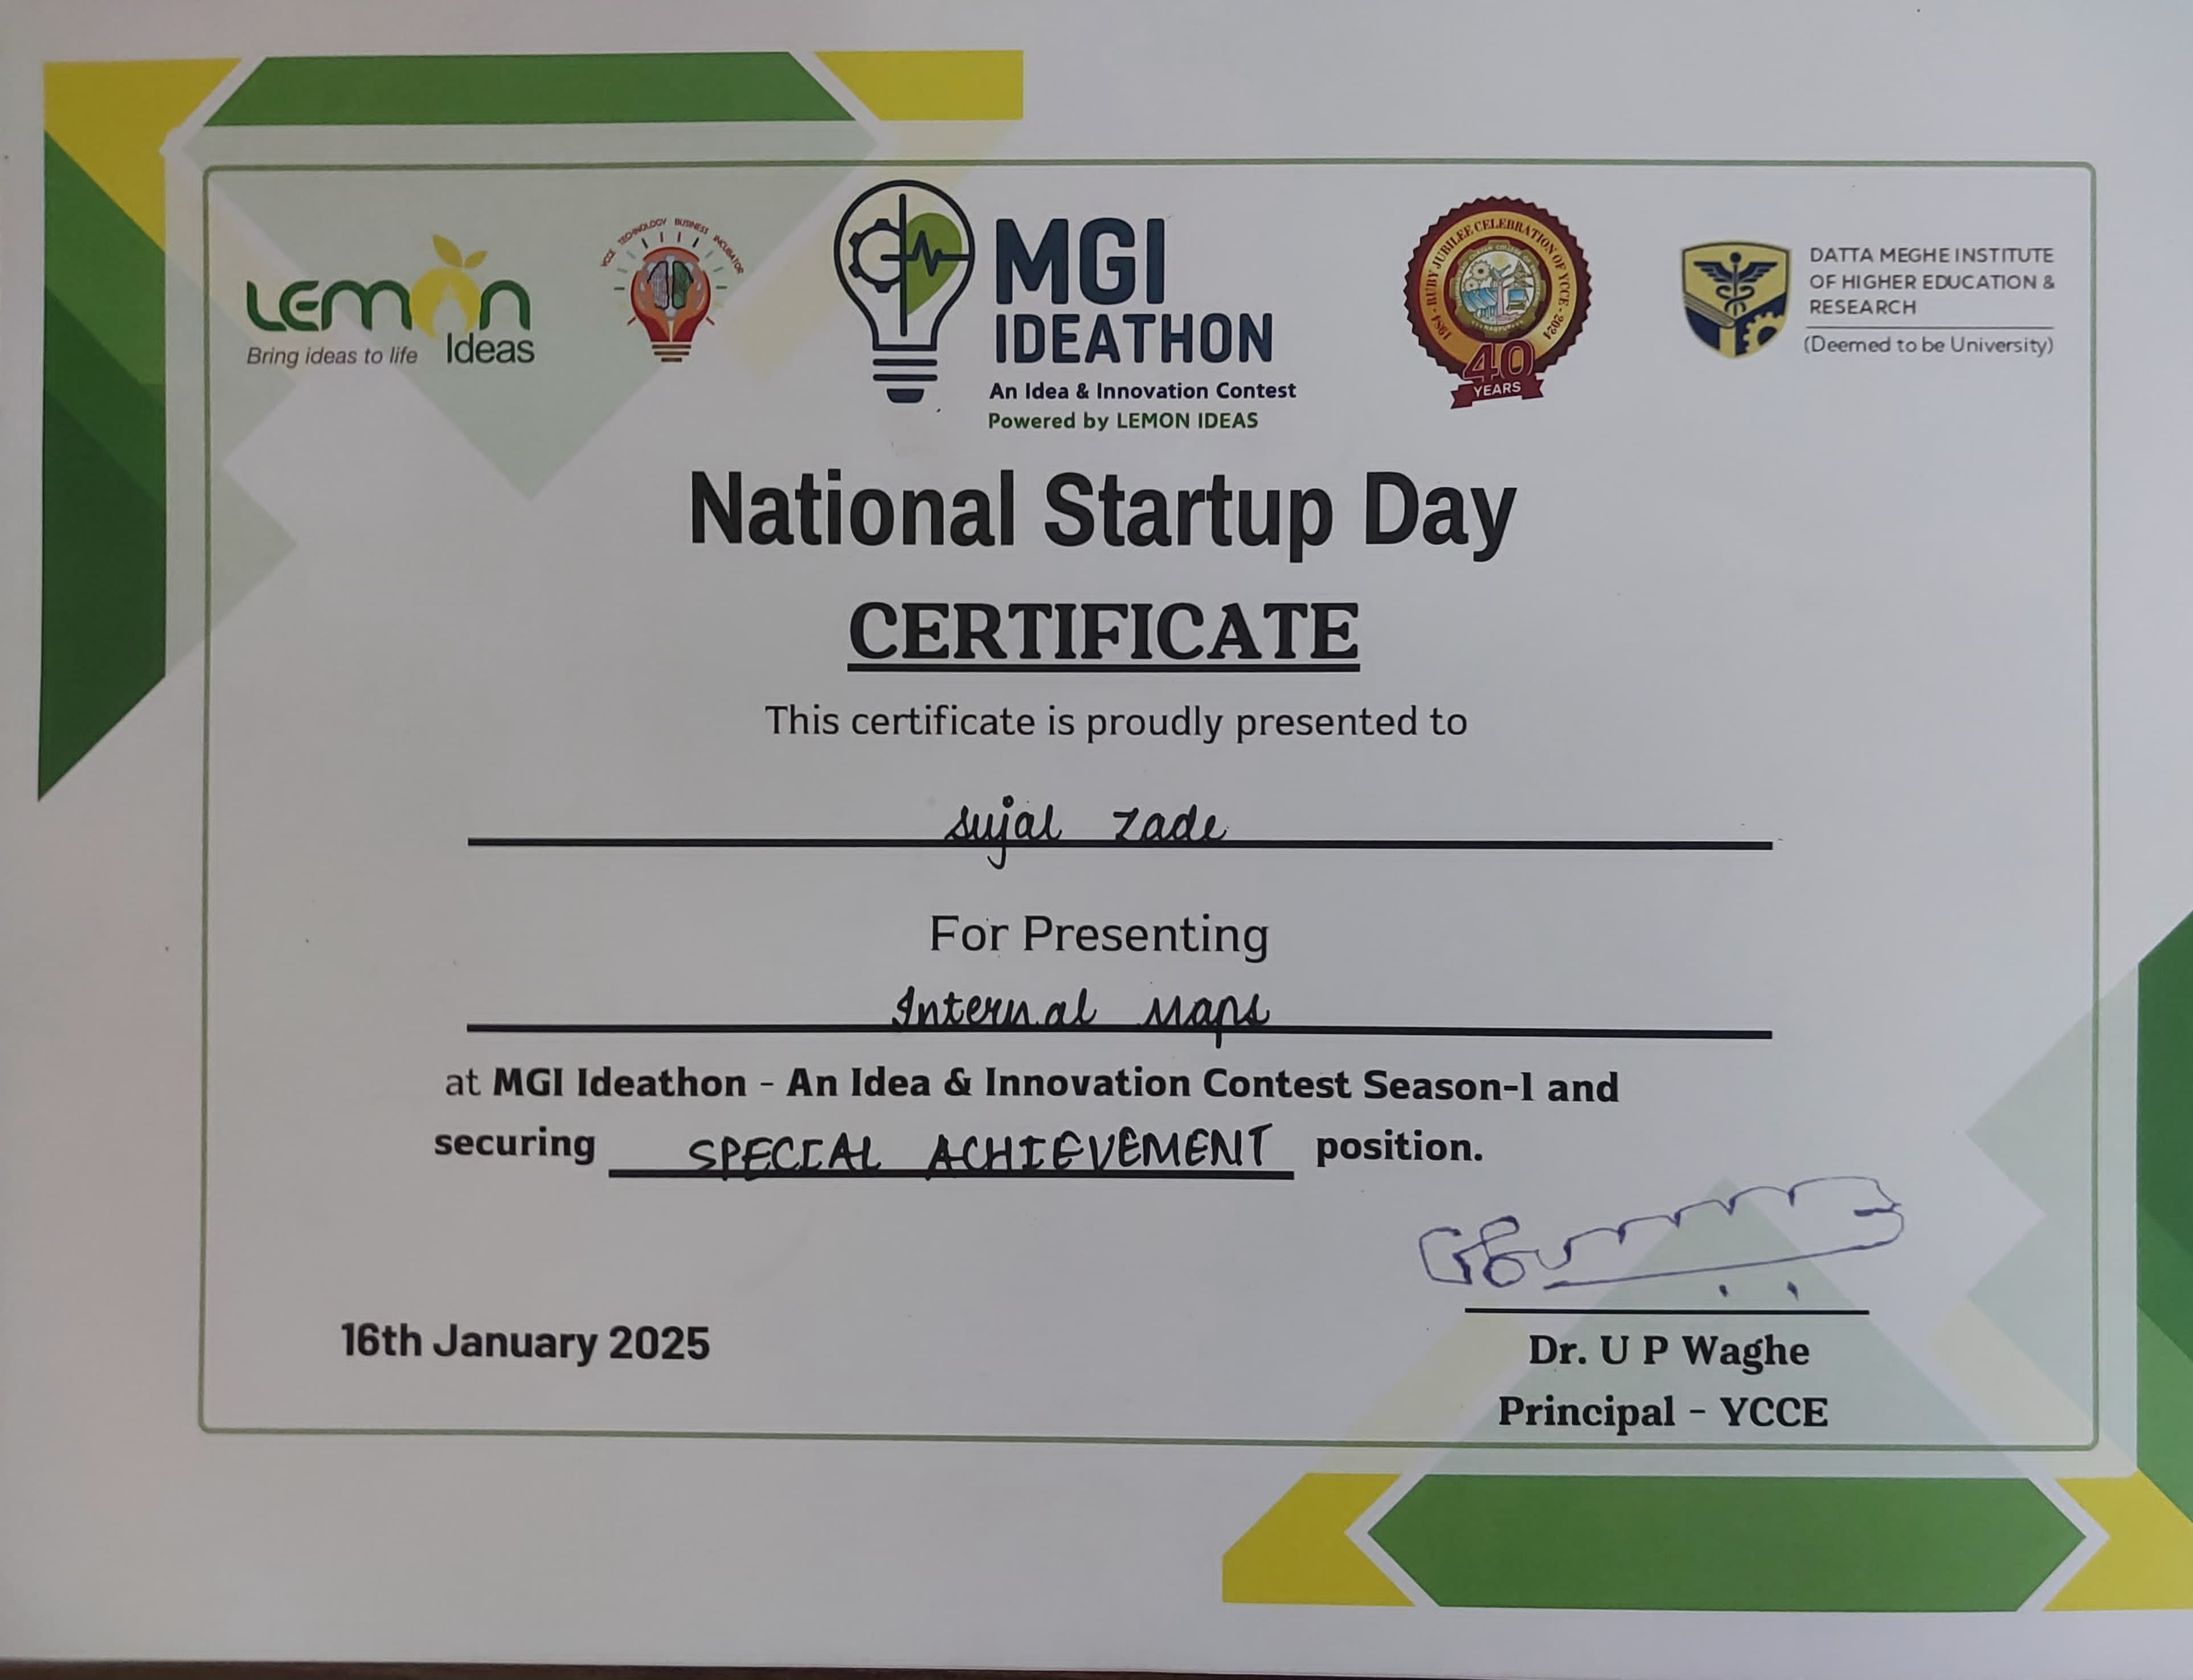 Lemon
Ideas
Bring ideas to life
YCCE TECHNOLOGY BUSINESS INCUBATOR
MGI
IDEATHON
An Idea & Innovation Contest
Powered by LEMON IDEAS
1984 - RUBY JUBILEE CELEBRATION OF YCCE - 2024
40
YEARS
DATTA MEGHE INSTITUTE
OF HIGHER EDUCATION &
RESEARCH
(Deemed to be University)
National Startup Day
CERTIFICATE
This certificate is proudly presented to
Sujal Zade
For Presenting
Internal Maps
at MGI Ideathon - An Idea & Innovation Contest Season-1 and
securing SPECIAL ACHIEVEMENT position.
16th January 2025
Dr. U P Waghe
Principal - YCCE